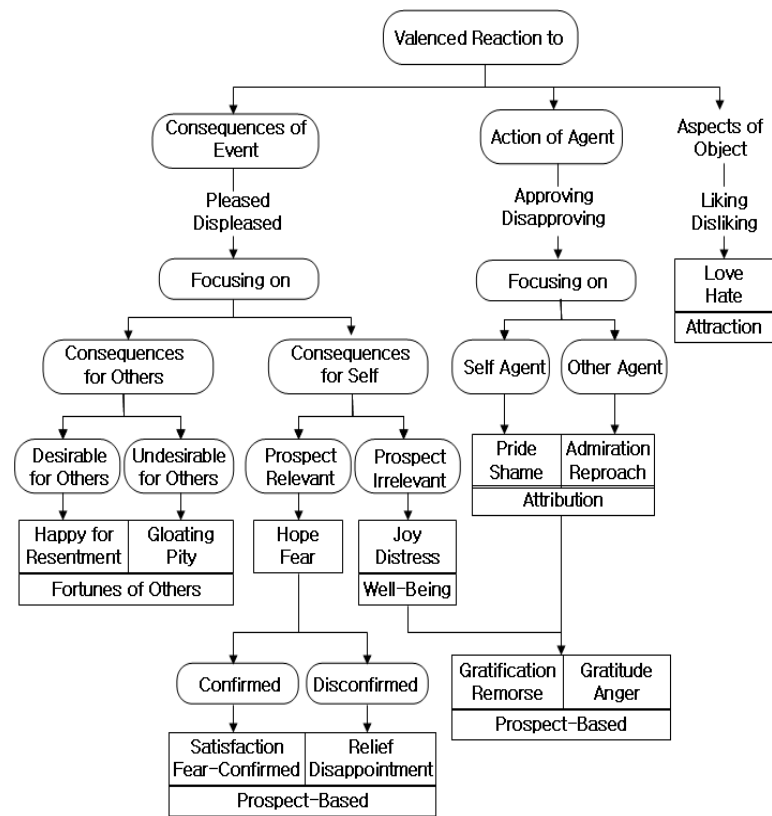 Valenced Reaction to
Consequences of
Event
Action of Agent
Aspects of
Object
Pleased
Displeased
Approving
Disapproving
Liking
Disliking
Focusing on
Focusing on
Love
Hate
Attraction
Consequences
for Others
Consequences
for Self
Self Agent
Other Agent
Desirable
for Others
Undesirable
for Others
Prospect
Relevant
Prospect
Irrelevant
Pride
Shame
Admiration
Reproach
Attribution
Happy for
Resentment
Gloating
Pity
Fortunes of Others
Hope
Fear
Joy
Distress
Well-Being
Confirmed
Disconfirmed
Gratification
Remorse
Gratitude
Anger
Prospect-Based
Satisfaction
Fear-Confirmed
Relief
Disappointment
Prospect-Based